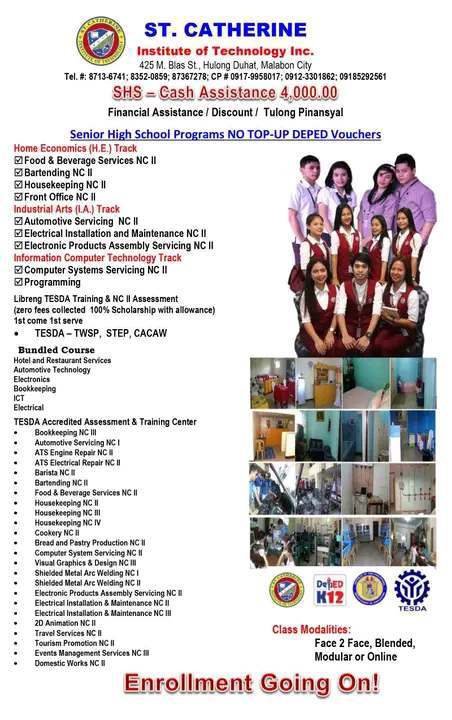 ST. CATHERINE
Institute of Technology Inc.
425 M. Blas St., Hulong Duhat, Malabon City
Tel. #: 8713-6741; 8352-0859; 87367278; CP # 0917-9958017; 0912-3301862; 09185292561
SHS – Cash Assistance 4,000.00
Financial Assistance / Discount / Tulong Pinansyal
Senior High School Programs NO TOP-UP DEPED Vouchers
Home Economics (H.E.) Track
☑ Food & Beverage Services NC II
☑ Bartending NC II
☑ Housekeeping NC II
☑ Front Office NC II
Industrial Arts (I.A.) Track
☑ Automotive Servicing NC II
☑ Electrical Installation and Maintenance NC II
☑ Electronic Products Assembly Servicing NC II
Information Computer Technology Track
☑ Computer Systems Servicing NC II
☑ Programming
Libreng TESDA Training & NC II Assessment
(zero fees collected 100% Scholarship with allowance)
1st come 1st serve
• TESDA – TWSP, STEP, CACAW
Bundled Course
Hotel and Restaurant Services
Automotive Technology
Electronics
Bookkeeping
ICT
Electrical
TESDA Accredited Assessment & Training Center
• Bookkeeping NC III
• Automotive Servicing NC I
• ATS Engine Repair NC II
• ATS Electrical Repair NC II
• Barista NC II
• Bartending NC II
• Food & Beverage Services NC II
• Housekeeping NC II
• Housekeeping NC III
• Housekeeping NC IV
• Cookery NC II
• Bread and Pastry Production NC II
• Computer System Servicing NC II
• Visual Graphics & Design NC III
• Shielded Metal Arc Welding NC I
• Shielded Metal Arc Welding NC II
• Electronic Products Assembly Servicing NC II
• Electrical Installation & Maintenance NC II
• Electrical Installation & Maintenance NC III
• 2D Animation NC II
• Travel Services NC II
• Tourism Promotion NC II
• Events Management Services NC III
• Domestic Works NC II
DepED
K12
TESDA
Class Modalities:
Face 2 Face, Blended,
Modular or Online
Enrollment Going On!